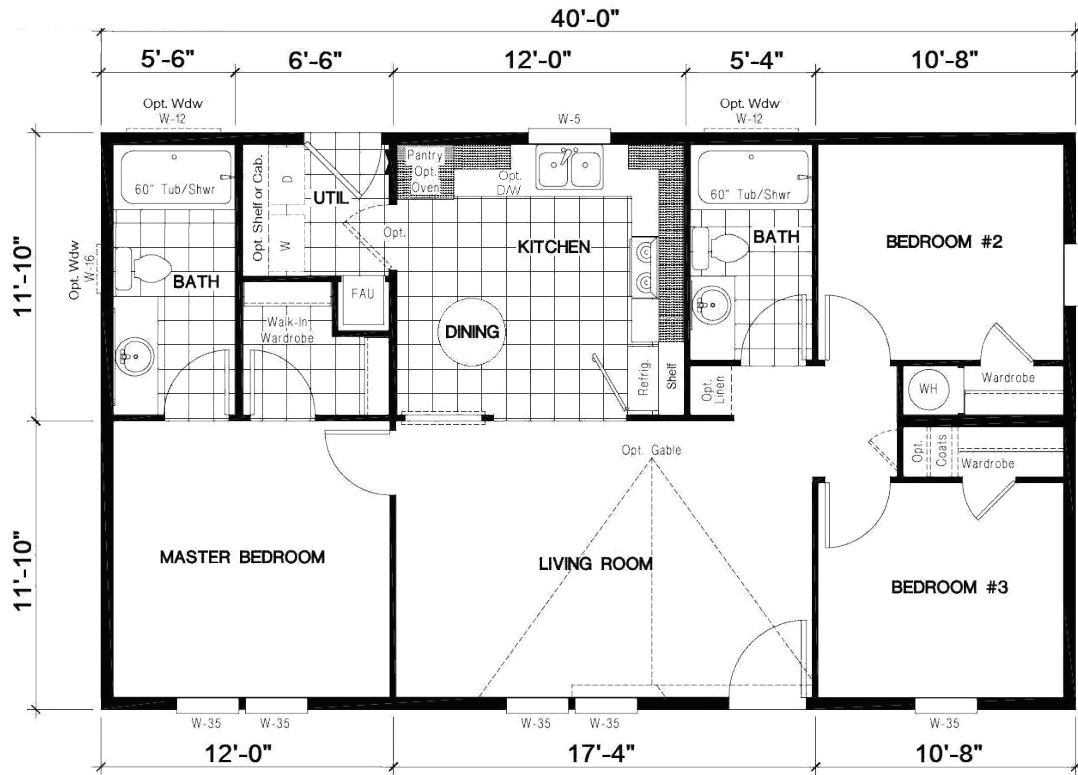 40'-0"
5'-6"
6'-6"
12'-0"
5'-4"
10'-8"
Opt. Wdw
W-12
W-5
Opt. Wdw
W-12
11'-10"
Opt. Wdw
W-16
60" Tub/Shwr
BATH
Opt. Shelf or Cab.
D
W
UTIL
Opt.
FAU
Walk-In
Wardrobe
Pantry
Opt.
Oven
Opt.
D/W
KITCHEN
DINING
Refrig.
Shelf
60" Tub/Shwr
BATH
Opt.
Linen
BEDROOM #2
WH
Wardrobe
Opt.
Coats
Wardrobe
11'-10"
MASTER BEDROOM
Opt. Gable
LIVING ROOM
BEDROOM #3
W-35
W-35
W-35
W-35
W-35
12'-0"
17'-4"
10'-8"